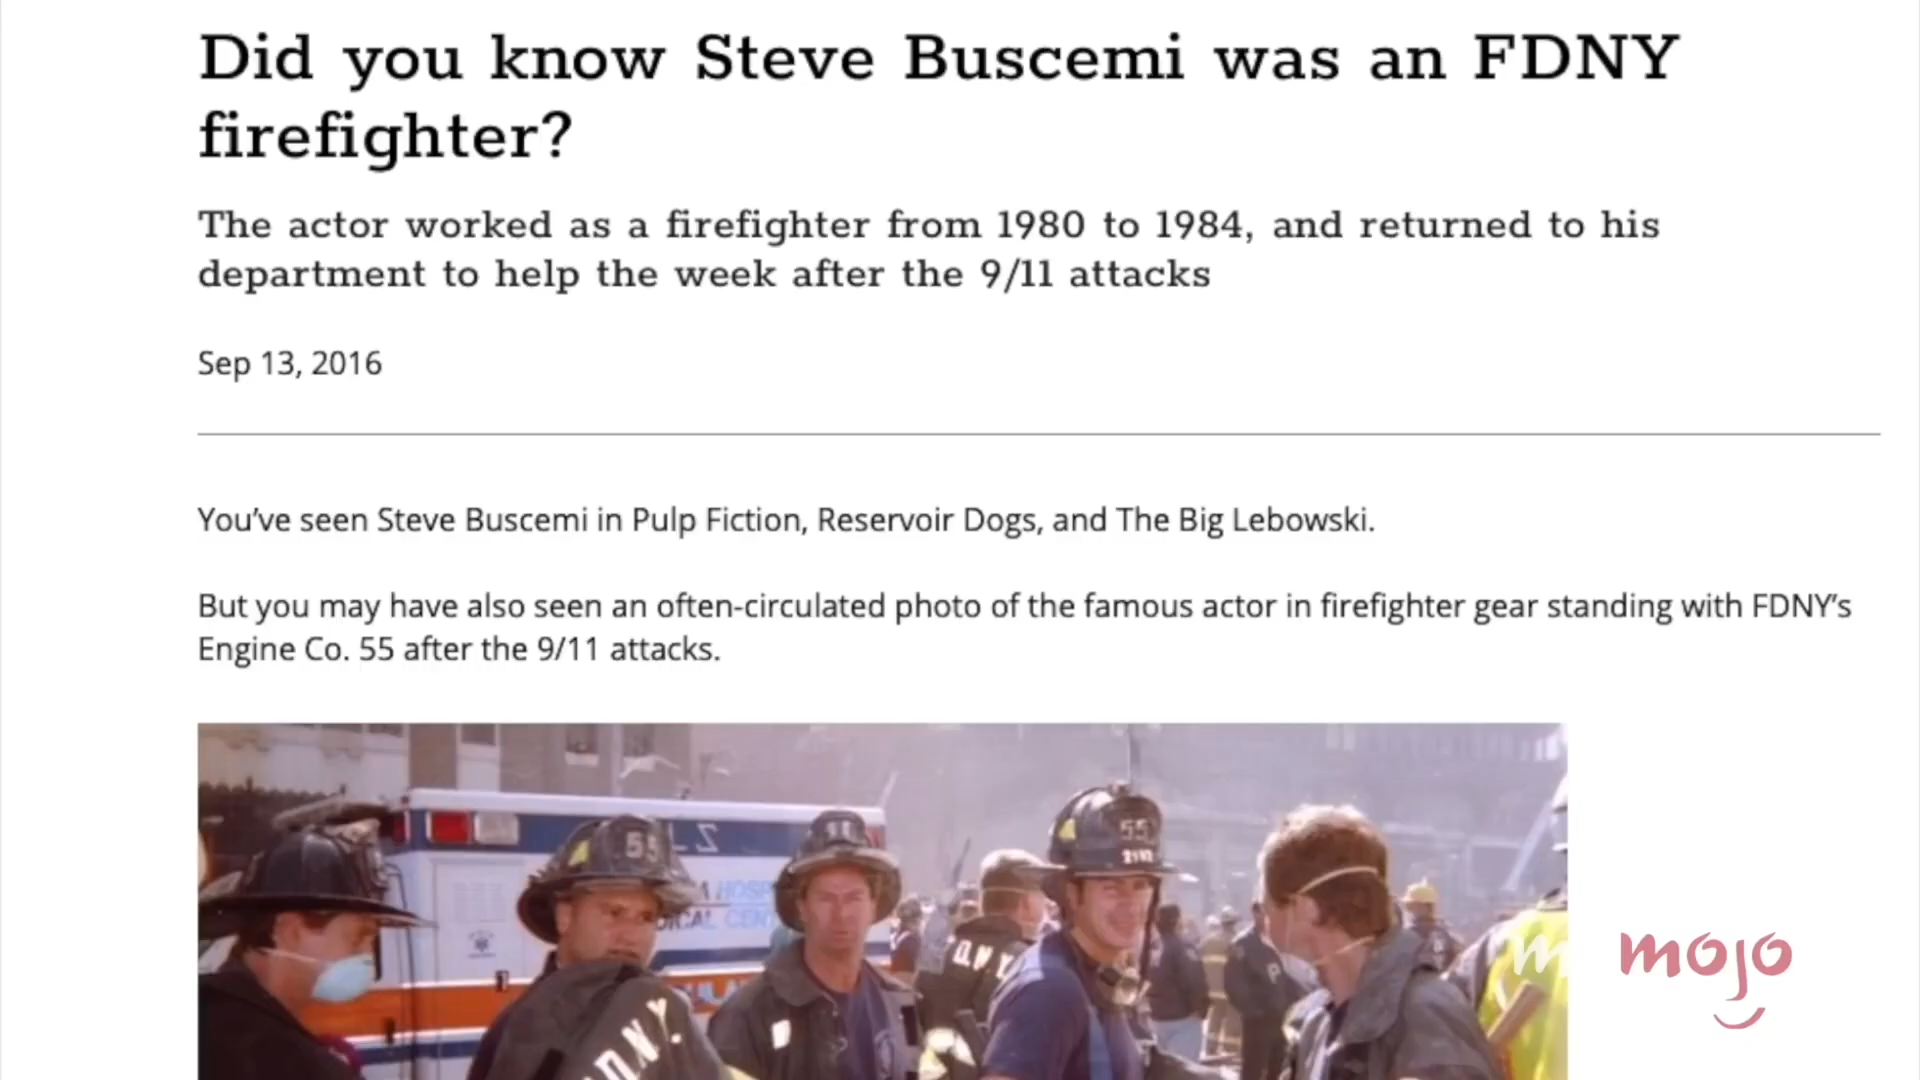 Did you know Steve Buscemi was an FDNY
firefighter?
The actor worked as a firefighter from 1980 to 1984, and returned to his
department to help the week after the 9/11 attacks
Sep 13, 2016
You’ve seen Steve Buscemi in Pulp Fiction, Reservoir Dogs, and The Big Lebowski.
But you may have also seen an often-circulated photo of the famous actor in firefighter gear standing with FDNY’s
Engine Co. 55 after the 9/11 attacks.
55
55
HOSP
CAL CEN
D.N.Y.
D.N.Y.
mojo